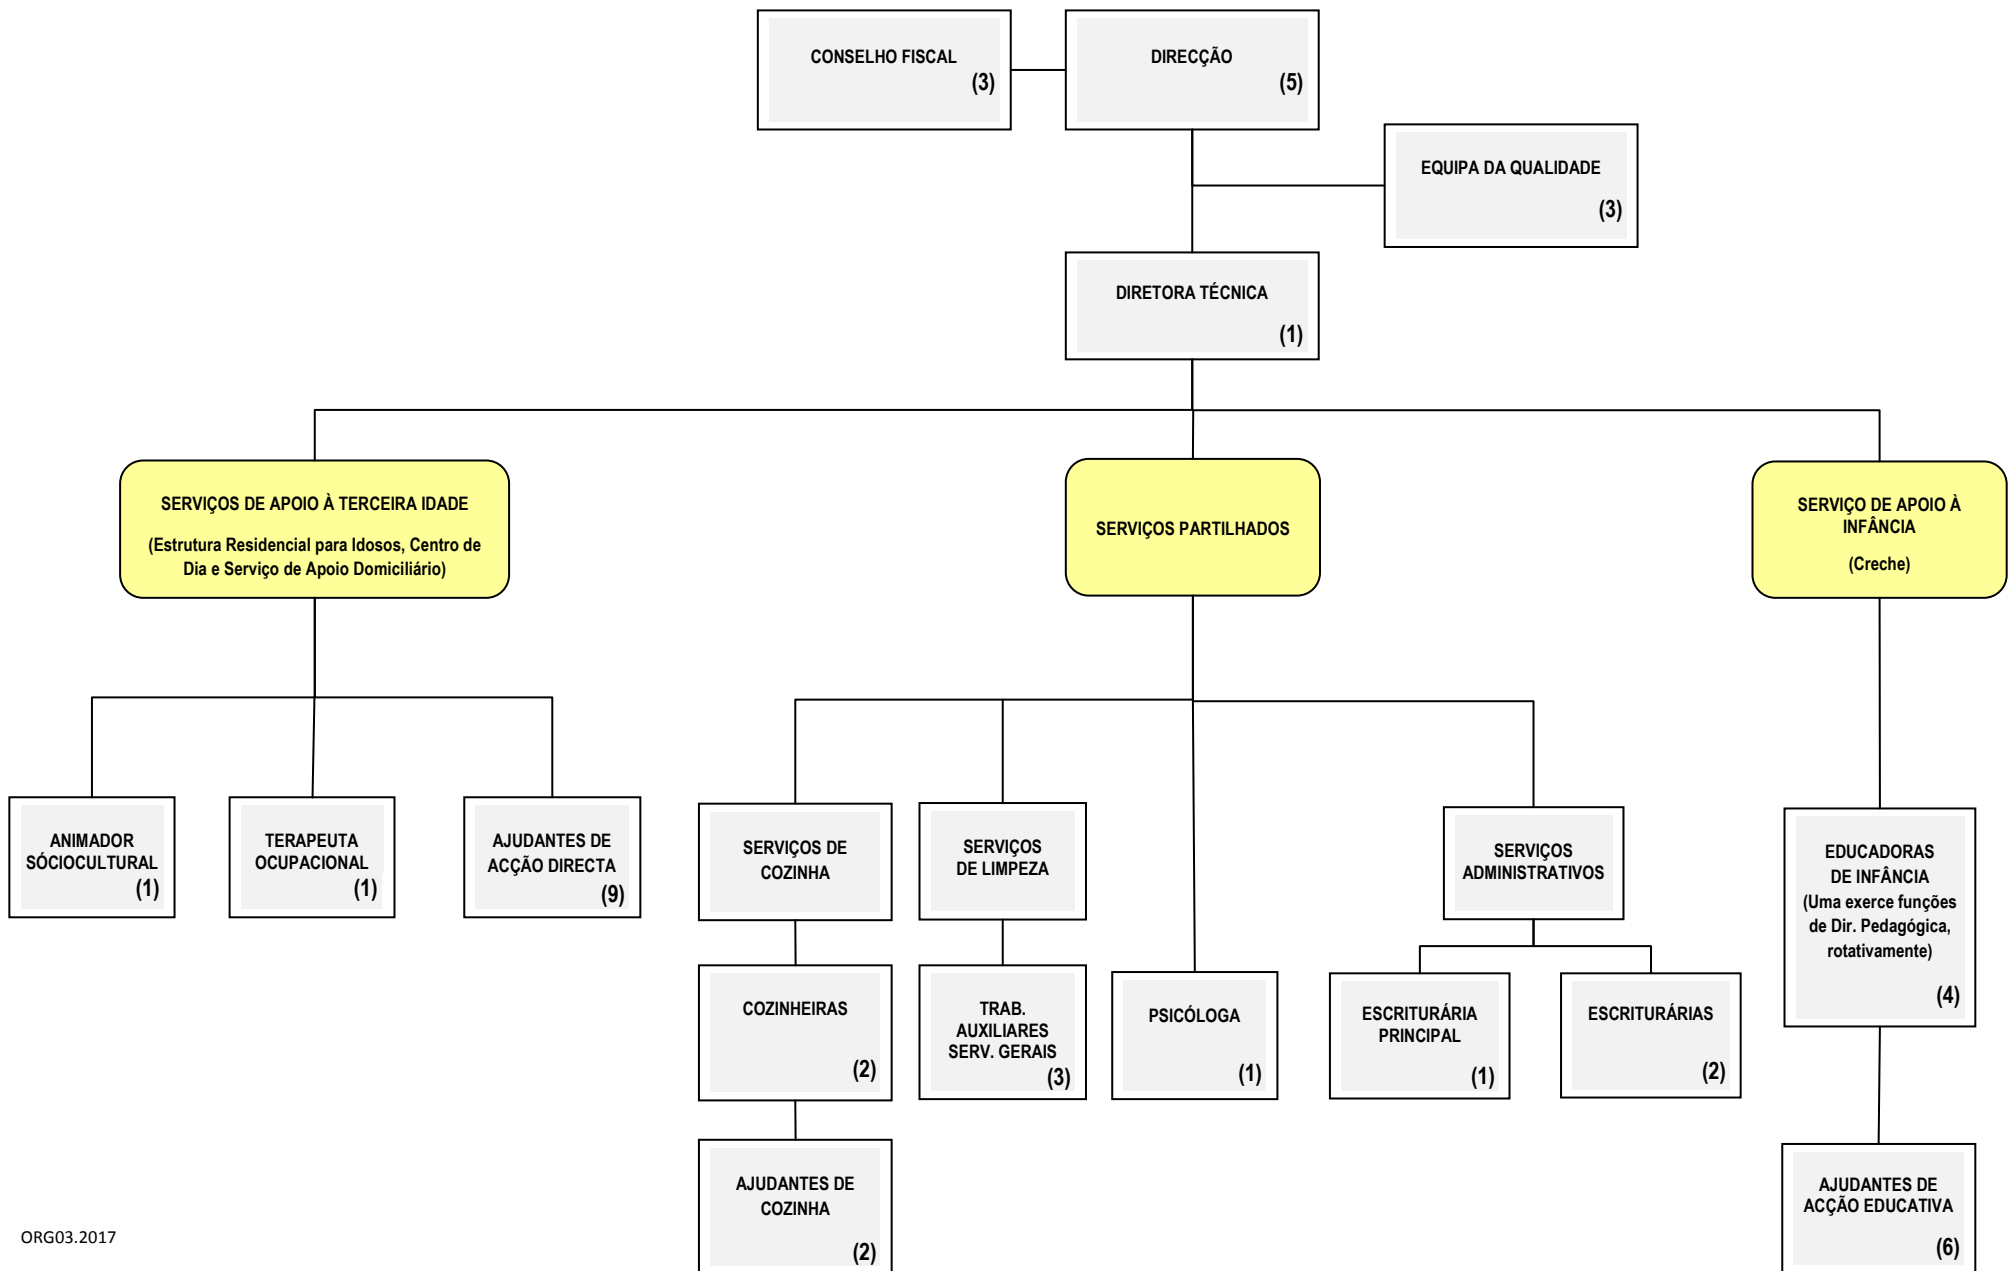 CONSELHO FISCAL
(3)
DIRECÇÃO
(5)
EQUIPA DA QUALIDADE
(3)
DIRETORA TÉCNICA
(1)
SERVIÇOS DE APOIO À TERCEIRA IDADE
(Estrutura Residencial para Idosos, Centro de
Dia e Serviço de Apoio Domiciliário)
SERVIÇOS PARTILHADOS
SERVIÇO DE APOIO À
INFÂNCIA
(Creche)
ANIMADOR
SÓCIOCULTURAL
(1)
TERAPEUTA
OCUPACIONAL
(1)
AJUDANTES DE
ACÇÃO DIRECTA
(9)
SERVIÇOS DE
COZINHA
SERVIÇOS
DE LIMPEZA
SERVIÇOS
ADMINISTRATIVOS
EDUCADORAS
DE INFÂNCIA
(Uma exerce funções
de Dir. Pedagógica,
rotativamente)
(4)
COZINHEIRAS
(2)
TRAB.
AUXILIARES
SERV. GERAIS
(3)
PSICÓLOGA
(1)
ESCRITURÁRIA
PRINCIPAL
(1)
ESCRITURÁRIAS
(2)
AJUDANTES DE
COZINHA
(2)
AJUDANTES DE
ACÇÃO EDUCATIVA
(6)
ORG03.2017